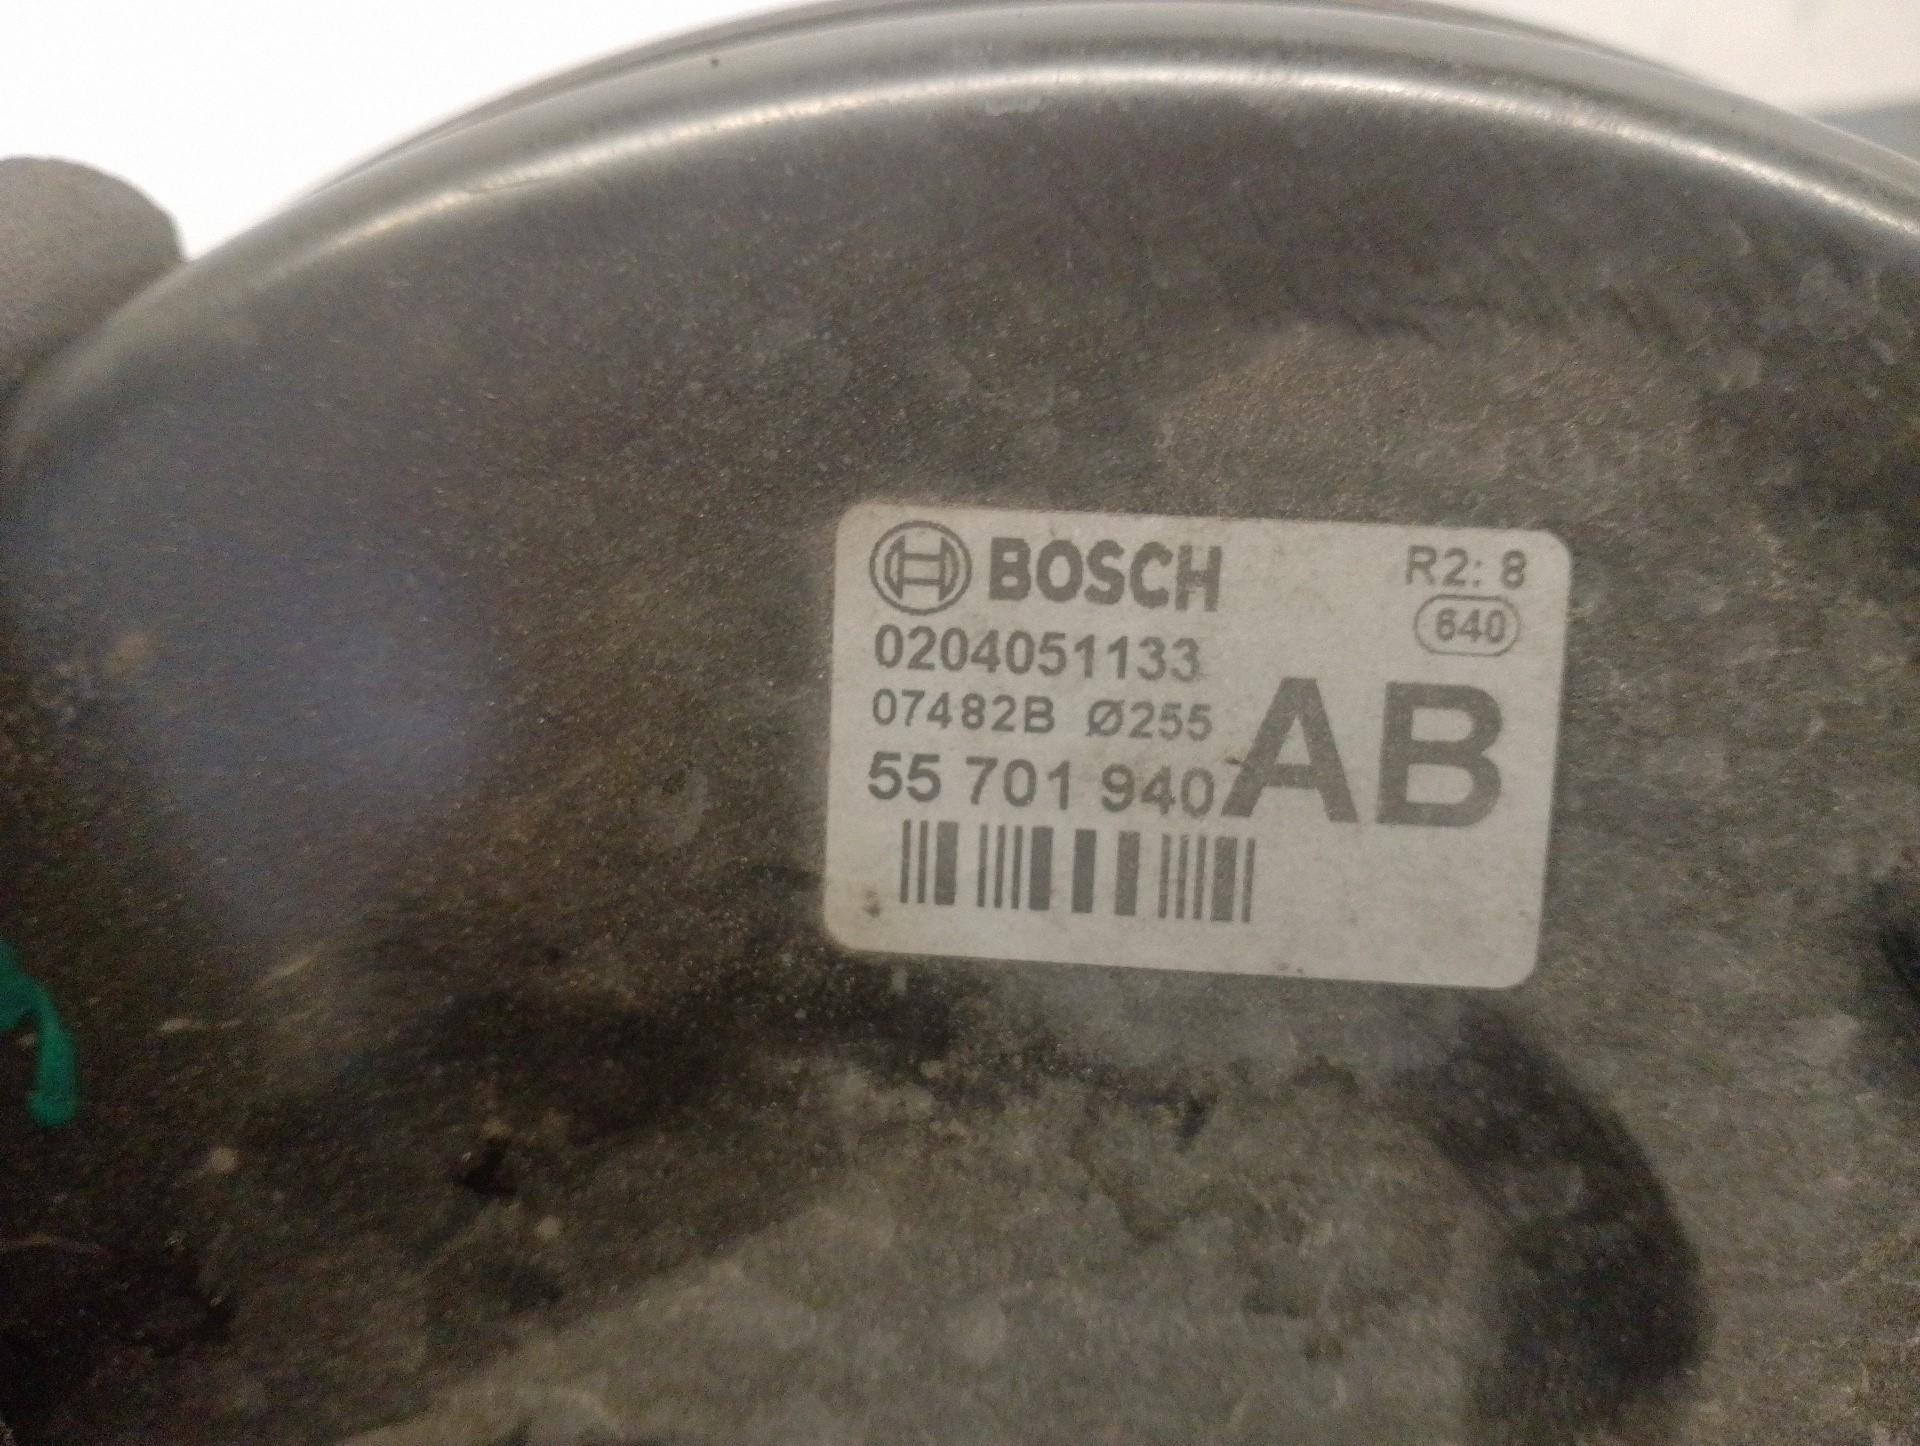 BOSCH R2: 8
640
0204051133
07482B Ø255
55 701 940 AB